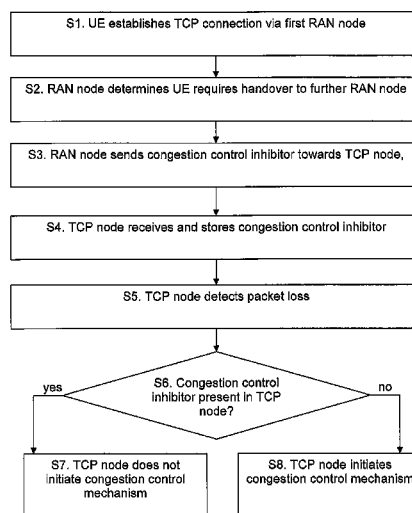 S1. UE establishes TCP connection via first RAN node
S2. RAN node determines UE requires handover to further RAN node
S3. RAN node sends congestion control inhibitor towards TCP node,
S4. TCP node receives and stores congestion control inhibitor
S5. TCP node detects packet loss
yes
S6. Congestion control
inhibitor present in TCP
node?
no
S7. TCP node does not
initiate congestion control
mechanism
S8. TCP node initiates
congestion control mechanism